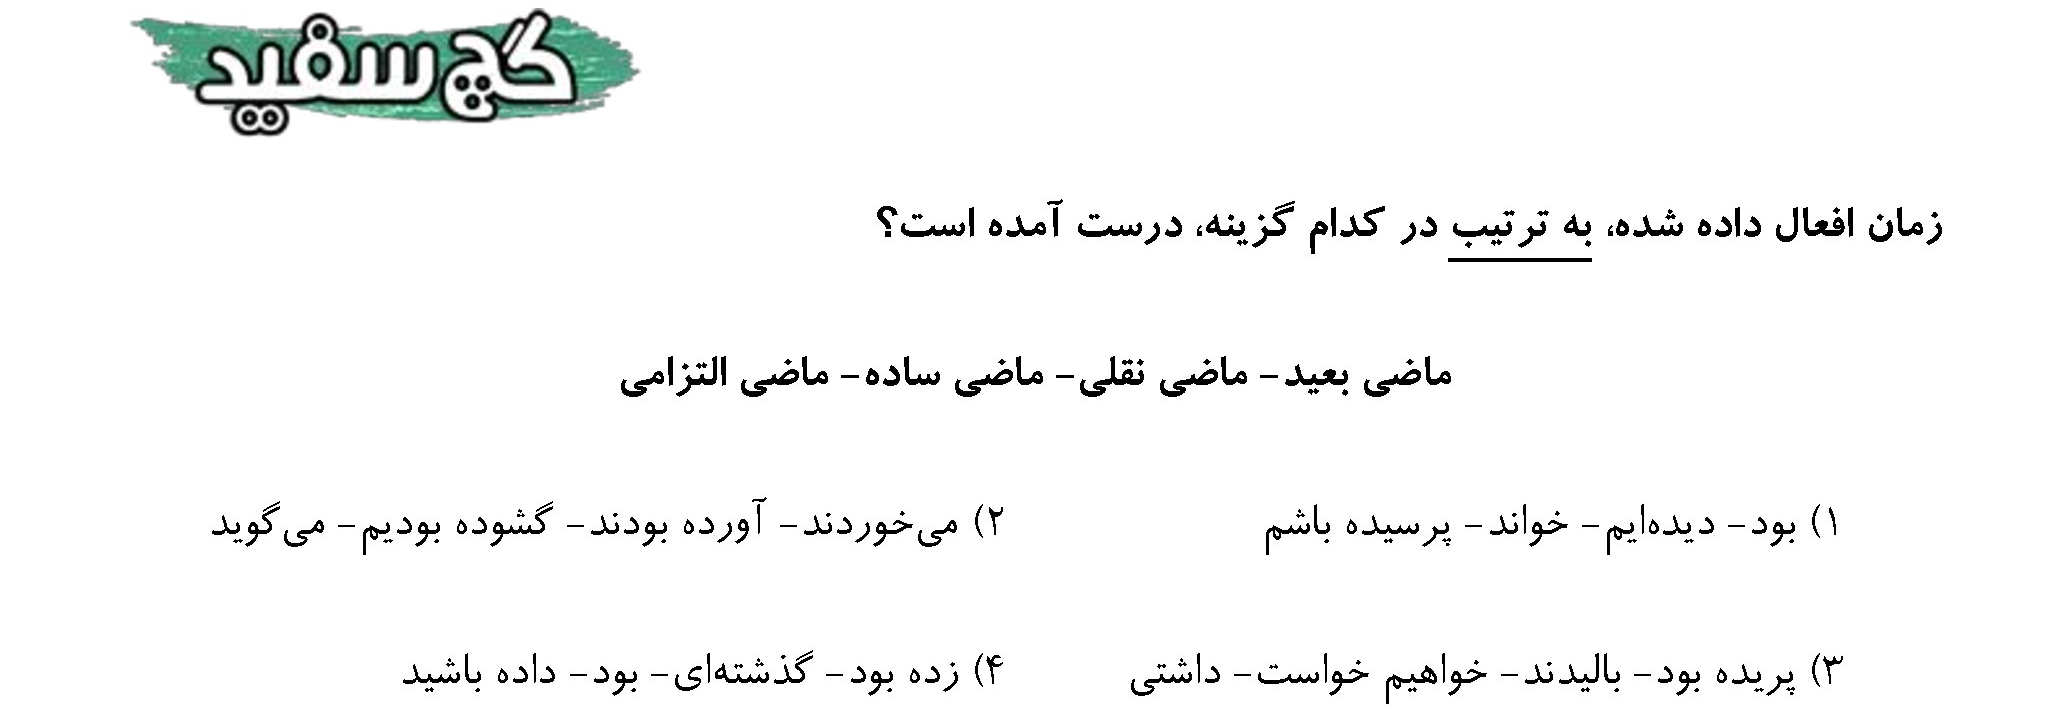 گچ سفید
زمان افعال داده شده، به ترتیب در کدام گزینه، درست آمده است؟
ماضی بعید- ماضی نقلی- ماضی ساده- ماضی التزامی
۱) بود- دیده‌ایم- خواند- پرسیده باشم
۲) می‌خوردند- آورده بودند- گشوده بودیم- می‌گوید
۳) پریده بود- بالیدند- خواهیم خواست- داشتی
۴) زده بود- گذشته‌ای- بود- داده باشید